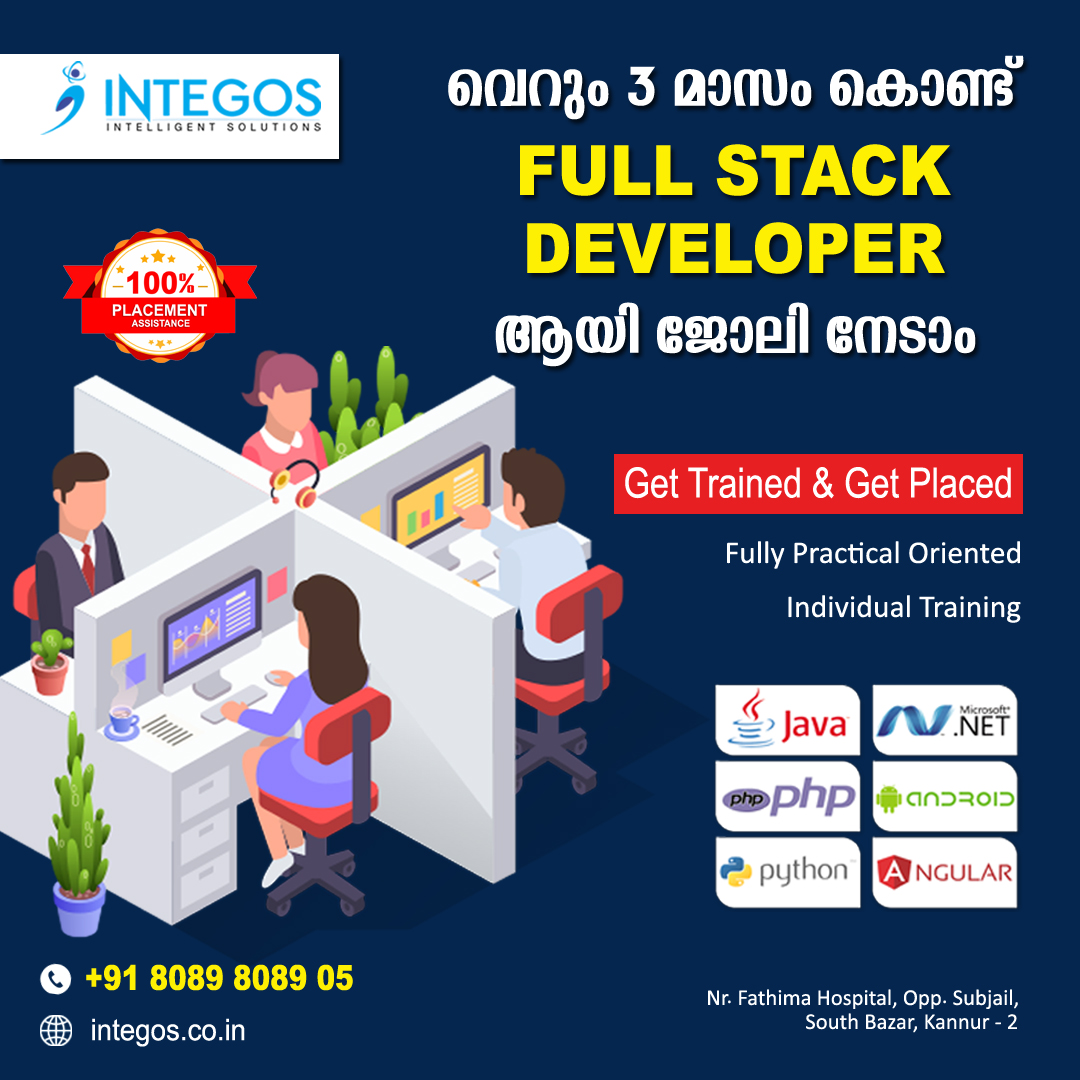 INTEGOS
INTELLIGENT SOLUTIONS
വെറും 3 മാസം കൊണ്ട്
FULL STACK
DEVELOPER
ആയി ജോലി നേടാം
100%
PLACEMENT
ASSISTANCE
Get Trained & Get Placed
Fully Practical Oriented
Individual Training
Java
Microsoft®
.NET
php php
ANDROID
python™
ANGULAR
+91 8089 8089 05
integos.co.in
Nr. Fathima Hospital, Opp. Subjail,
South Bazar, Kannur - 2